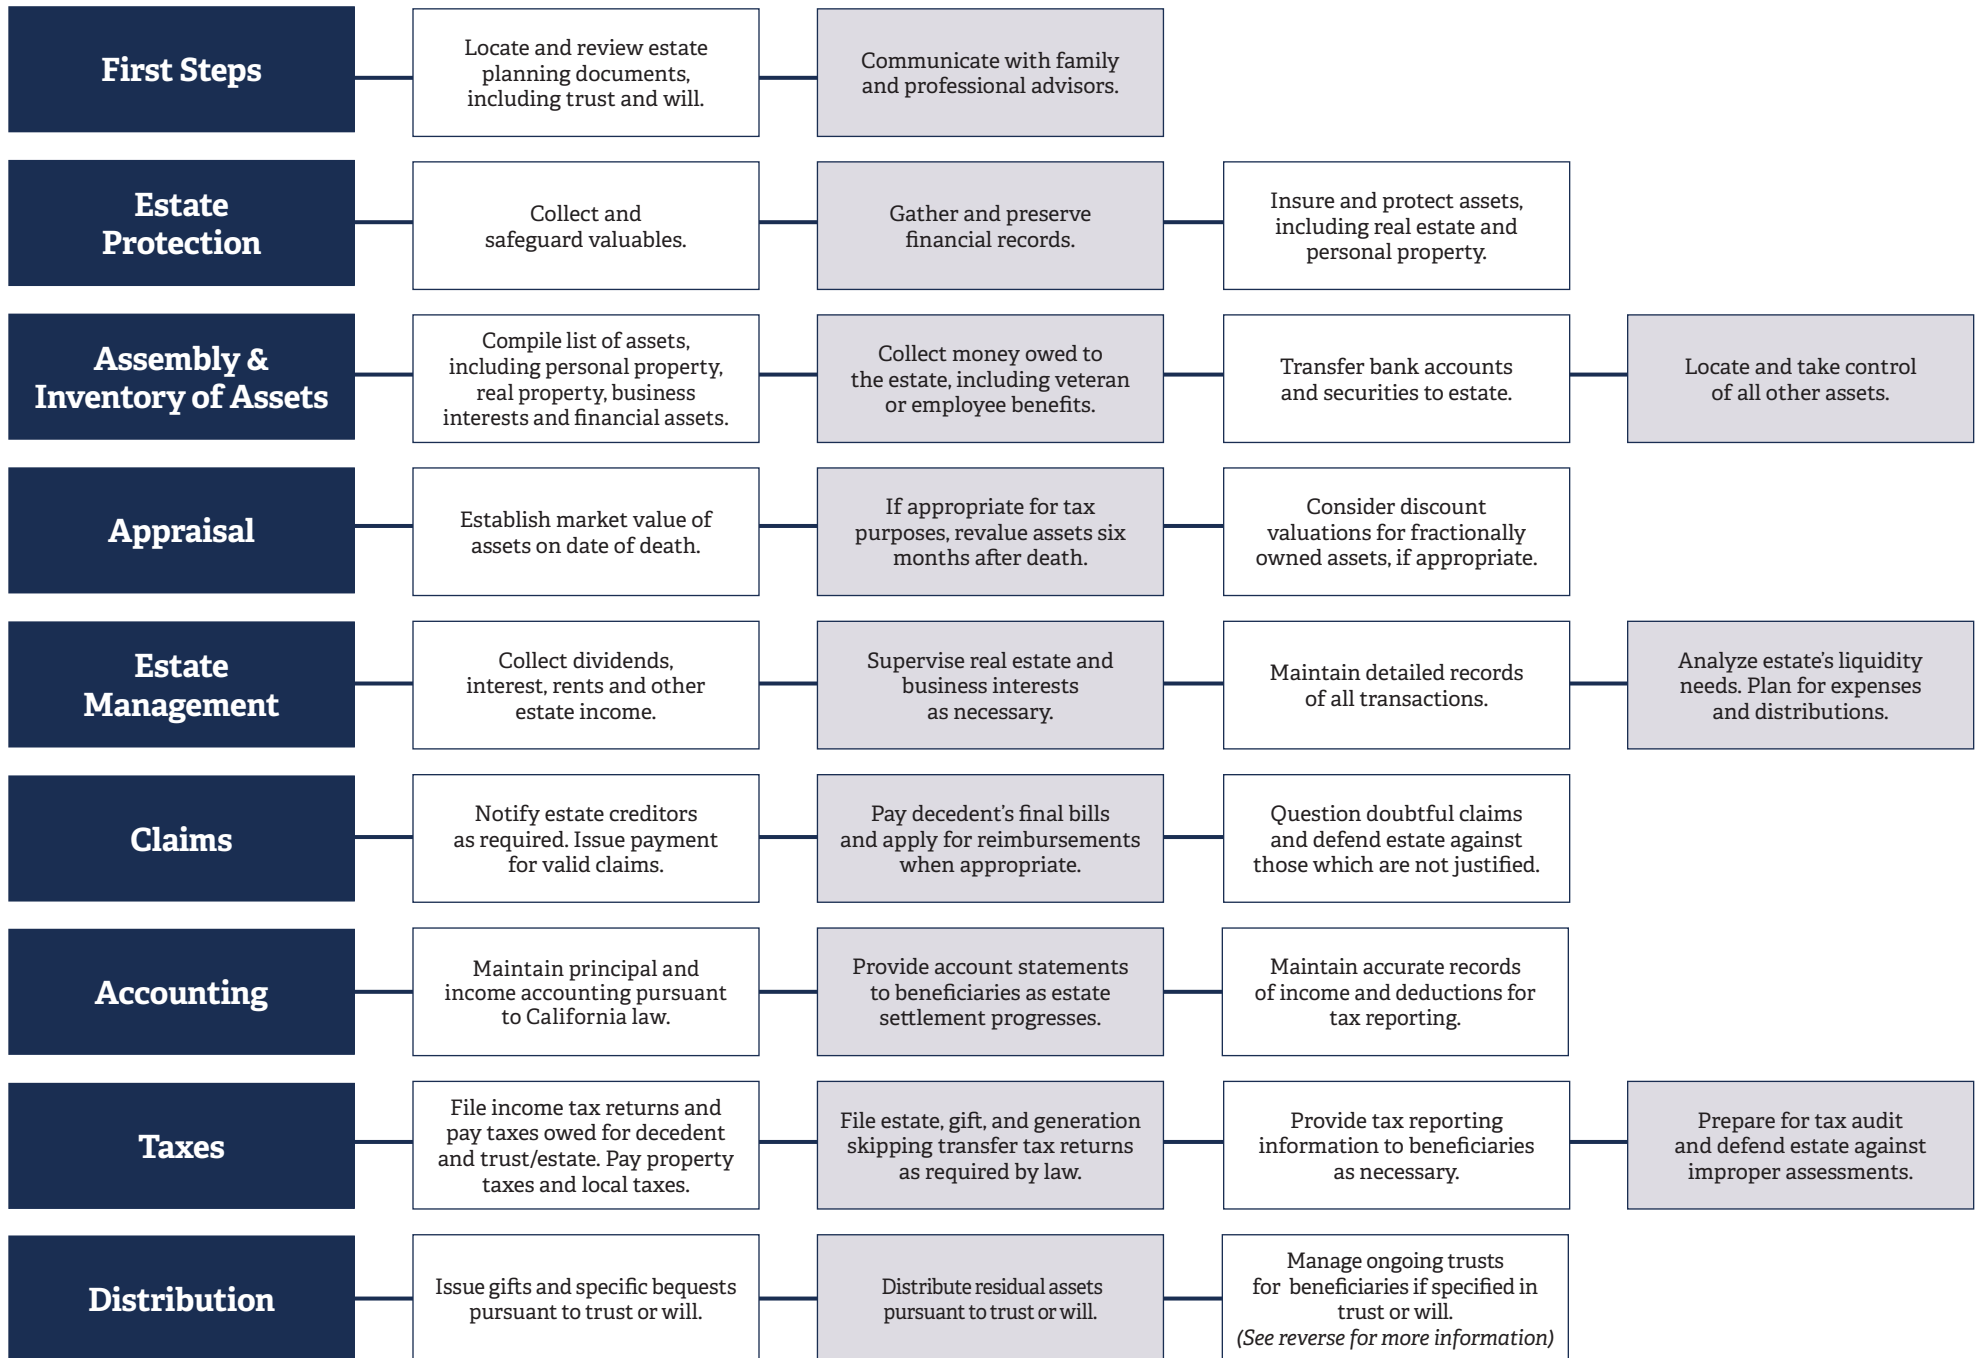 First Steps
Locate and review estate
planning documents,
including trust and will.
Communicate with family
and professional advisors.
Estate
Protection
Collect and
safeguard valuables.
Gather and preserve
financial records.
Insure and protect assets,
including real estate and
personal property.
Assembly &
Inventory of Assets
Compile list of assets,
including personal property,
real property, business
interests and financial assets.
Collect money owed to
the estate, including veteran
or employee benefits.
Transfer bank accounts
and securities to estate.
Locate and take control
of all other assets.
Appraisal
Establish market value of
assets on date of death.
If appropriate for tax
purposes, revalue assets six
months after death.
Consider discount
valuations for fractionally
owned assets, if appropriate.
Estate
Management
Collect dividends,
interest, rents and other
estate income.
Supervise real estate and
business interests
as necessary.
Maintain detailed records
of all transactions.
Analyze estate’s liquidity
needs. Plan for expenses
and distributions.
Claims
Notify estate creditors
as required. Issue payment
for valid claims.
Pay decedent’s final bills
and apply for reimbursements
when appropriate.
Question doubtful claims
and defend estate against
those which are not justified.
Accounting
Maintain principal and
income accounting pursuant
to California law.
Provide account statements
to beneficiaries as estate
settlement progresses.
Maintain accurate records
of income and deductions for
tax reporting.
Taxes
File income tax returns and
pay taxes owed for decedent
and trust/estate. Pay property
taxes and local taxes.
File estate, gift, and generation
skipping transfer tax returns
as required by law.
Provide tax reporting
information to beneficiaries
as necessary.
Prepare for tax audit
and defend estate against
improper assessments.
Distribution
Issue gifts and specific bequests
pursuant to trust or will.
Distribute residual assets
pursuant to trust or will.
Manage ongoing trusts
for beneficiaries if specified in
trust or will.
(See reverse for more information)